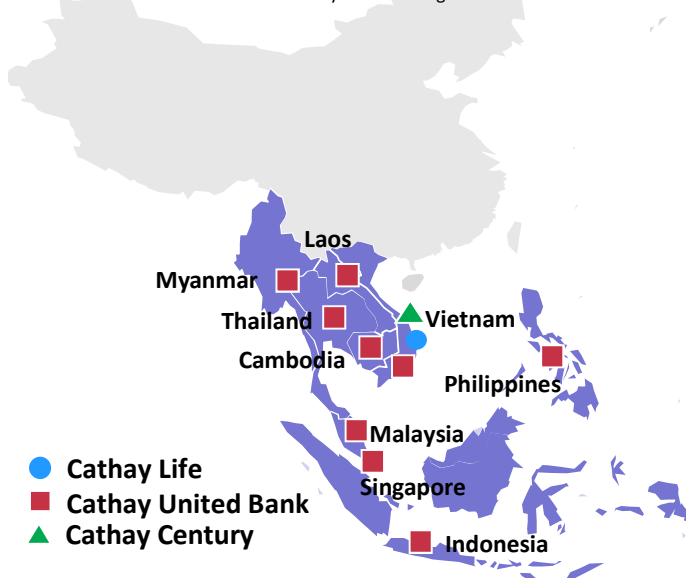 Laos
Myanmar
Thailand
Vietnam
Cambodia
Philippines
Malaysia
Cathay Life
Singapore
Cathay United Bank
Cathay Century
Indonesia